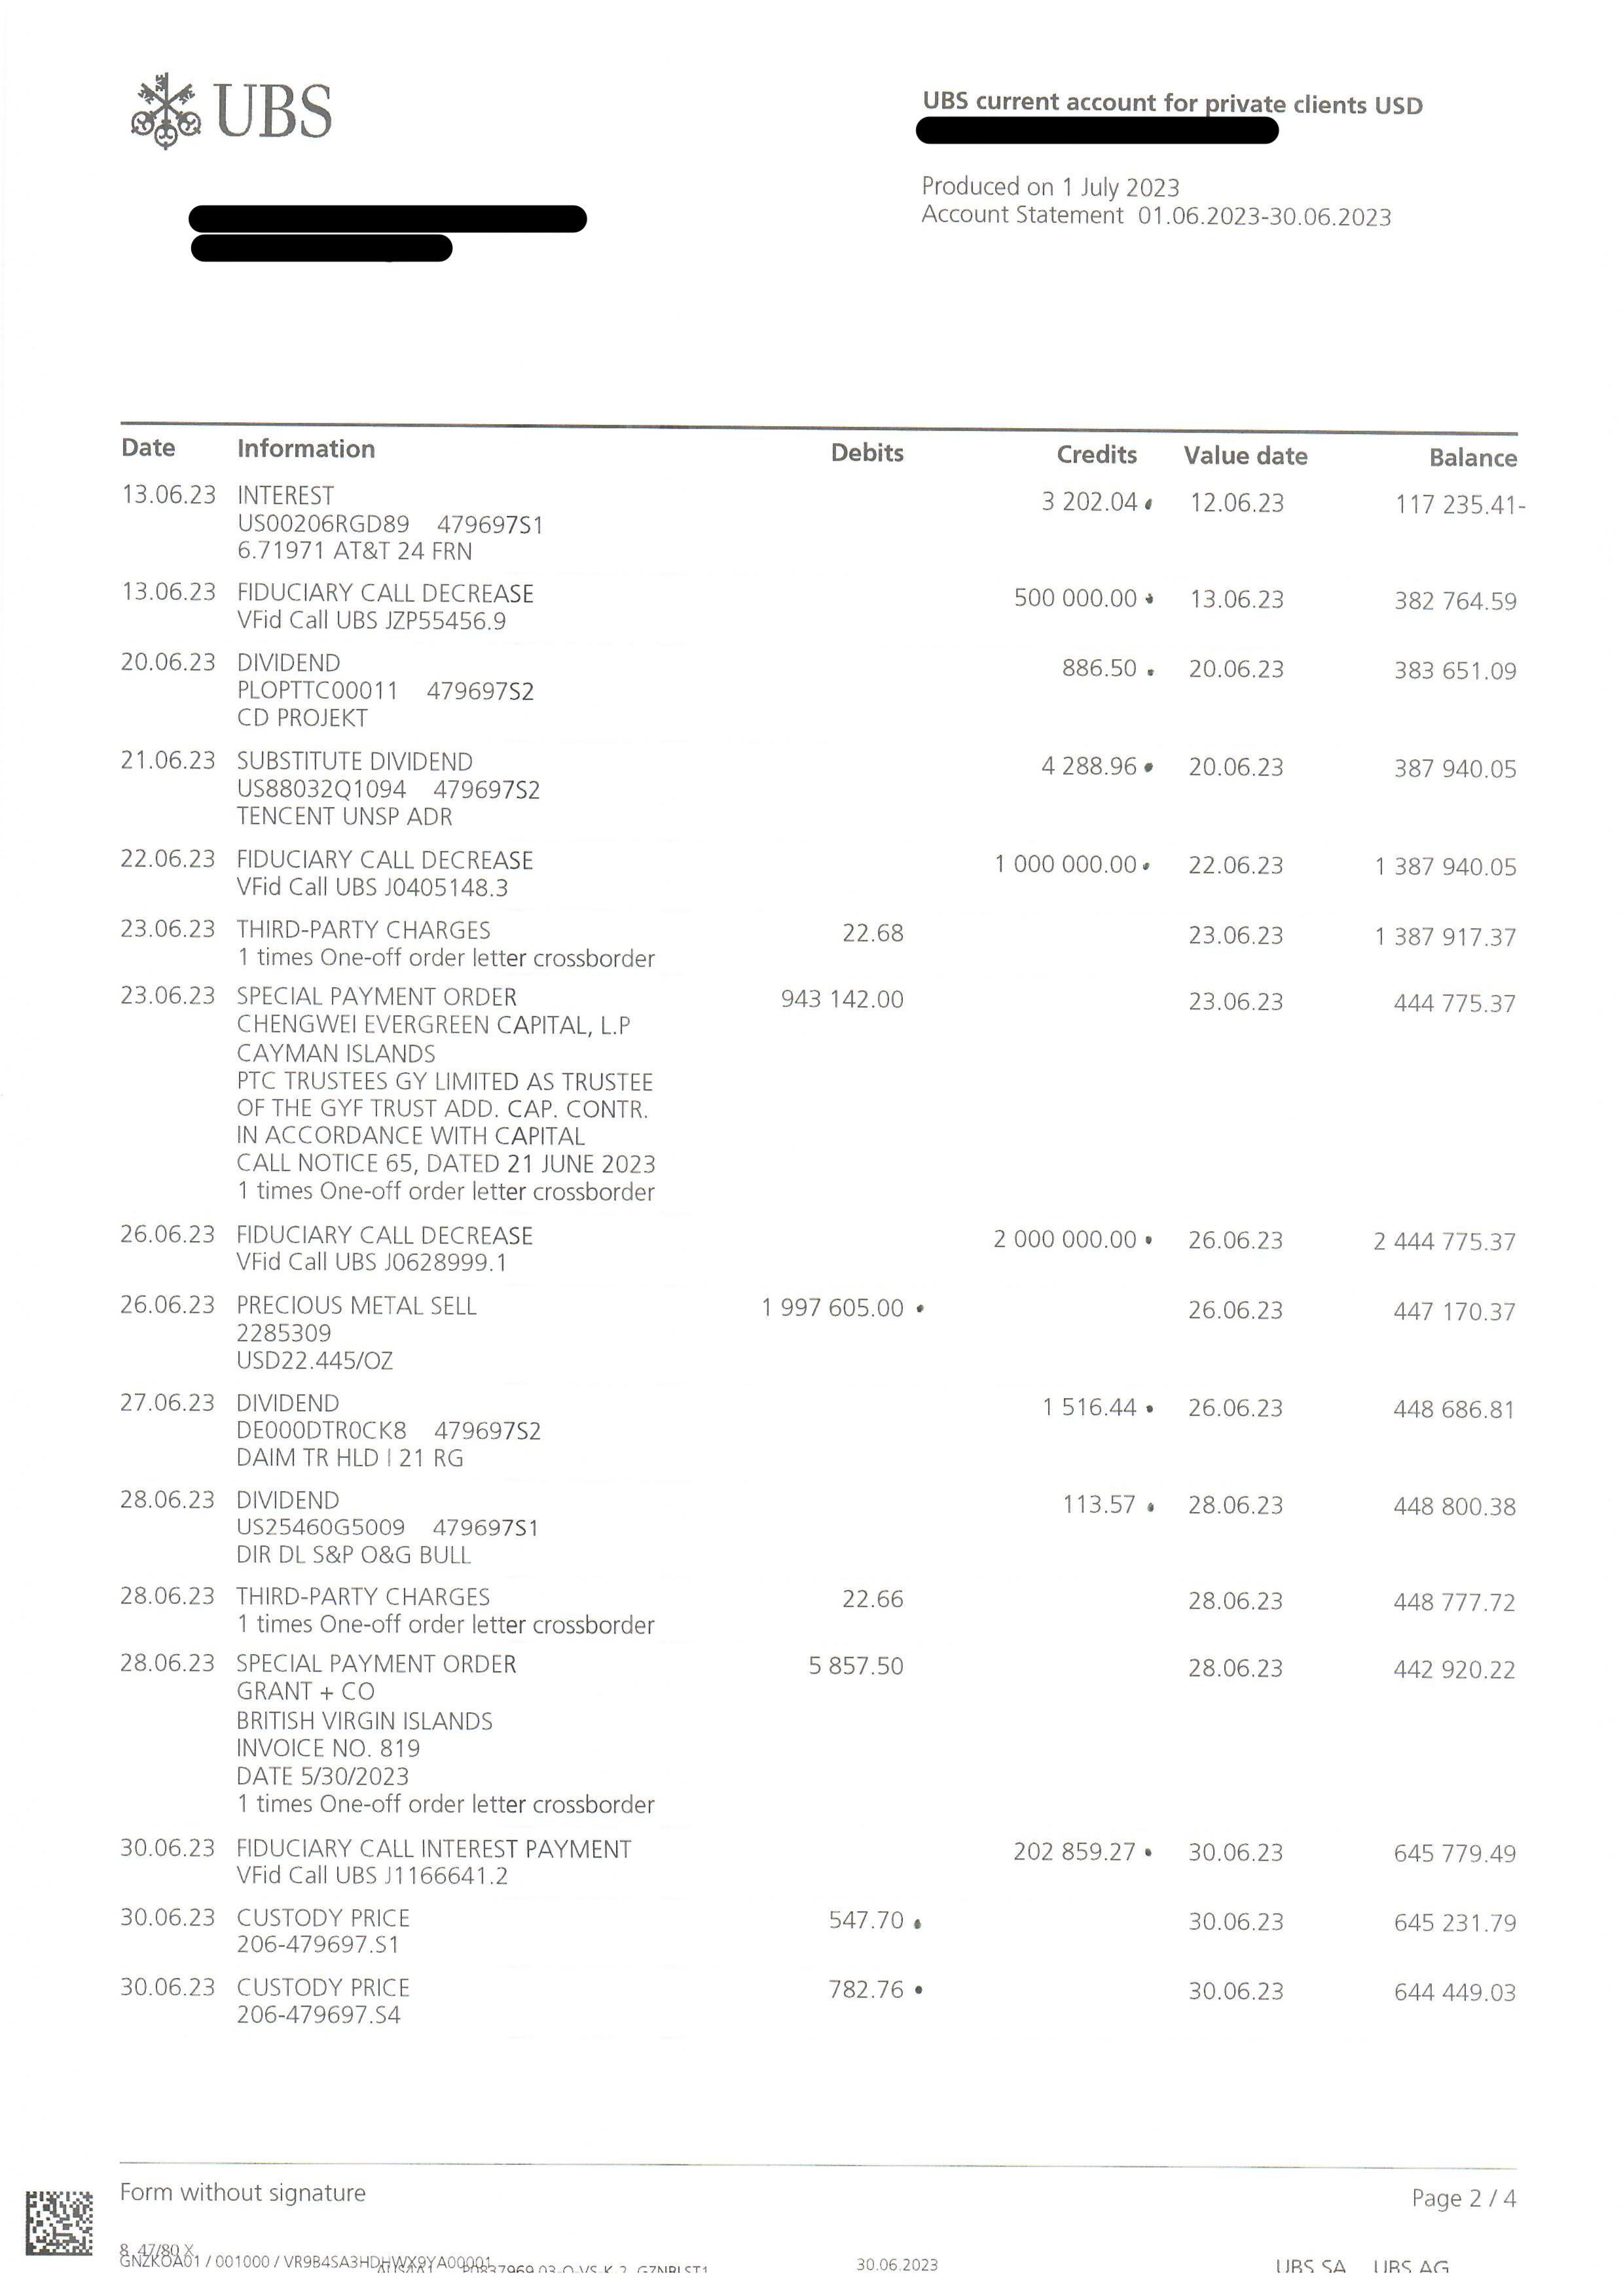 UBS
UBS current account for private clients USD
Produced on 1 July 2023
Account Statement 01.06.2023-30.06.2023
Date Information Debits Credits Value date Balance
13.06.23 INTEREST 3 202.04 12.06.23 117 235.41-
US00206RGD89 479697S1
6.71971 AT&T 24 FRN
13.06.23 FIDUCIARY CALL DECREASE 500 000.00 13.06.23 382 764.59
VFid Call UBS JZP55456.9
20.06.23 DIVIDEND 886.50 20.06.23 383 651.09
PLOPTTC00011 479697S2
CD PROJEKT
21.06.23 SUBSTITUTE DIVIDEND 4 288.96 20.06.23 387 940.05
US88032Q1094 479697S2
TENCENT UNSP ADR
22.06.23 FIDUCIARY CALL DECREASE 1 000 000.00 22.06.23 1 387 940.05
VFid Call UBS J0405148.3
23.06.23 THIRD-PARTY CHARGES 22.68 23.06.23 1 387 917.37
1 times One-off order letter crossborder
23.06.23 SPECIAL PAYMENT ORDER 943 142.00 23.06.23 444 775.37
CHENGWEI EVERGREEN CAPITAL, L.P
CAYMAN ISLANDS
PTC TRUSTEES GY LIMITED AS TRUSTEE
OF THE GYF TRUST ADD. CAP. CONTR.
IN ACCORDANCE WITH CAPITAL
CALL NOTICE 65, DATED 21 JUNE 2023
1 times One-off order letter crossborder
26.06.23 FIDUCIARY CALL DECREASE 2 000 000.00 26.06.23 2 444 775.37
VFid Call UBS J0628999.1
26.06.23 PRECIOUS METAL SELL 1 997 605.00 26.06.23 447 170.37
2285309
USD22.445/OZ
27.06.23 DIVIDEND 1 516.44 26.06.23 448 686.81
DE000DTR0CK8 479697S2
DAIM TR HLD I 21 RG
28.06.23 DIVIDEND 113.57 28.06.23 448 800.38
US25460G5009 479697S1
DIR DL S&P O&G BULL
28.06.23 THIRD-PARTY CHARGES 22.66 28.06.23 448 777.72
1 times One-off order letter crossborder
28.06.23 SPECIAL PAYMENT ORDER 5 857.50 28.06.23 442 920.22
GRANT + CO
BRITISH VIRGIN ISLANDS
INVOICE NO. 819
DATE 5/30/2023
1 times One-off order letter crossborder
30.06.23 FIDUCIARY CALL INTEREST PAYMENT 202 859.27 30.06.23 645 779.49
VFid Call UBS J1166641.2
30.06.23 CUSTODY PRICE 547.70 30.06.23 645 231.79
206-479697.S1
30.06.23 CUSTODY PRICE 782.76 30.06.23 644 449.03
206-479697.S4
Form without signature Page 2 / 4
8 47/80 X
GNZKOA01 / 001000 / VR9B4SA3HDHWX9YA00001 30.06.2023 UBS SA UBS AG